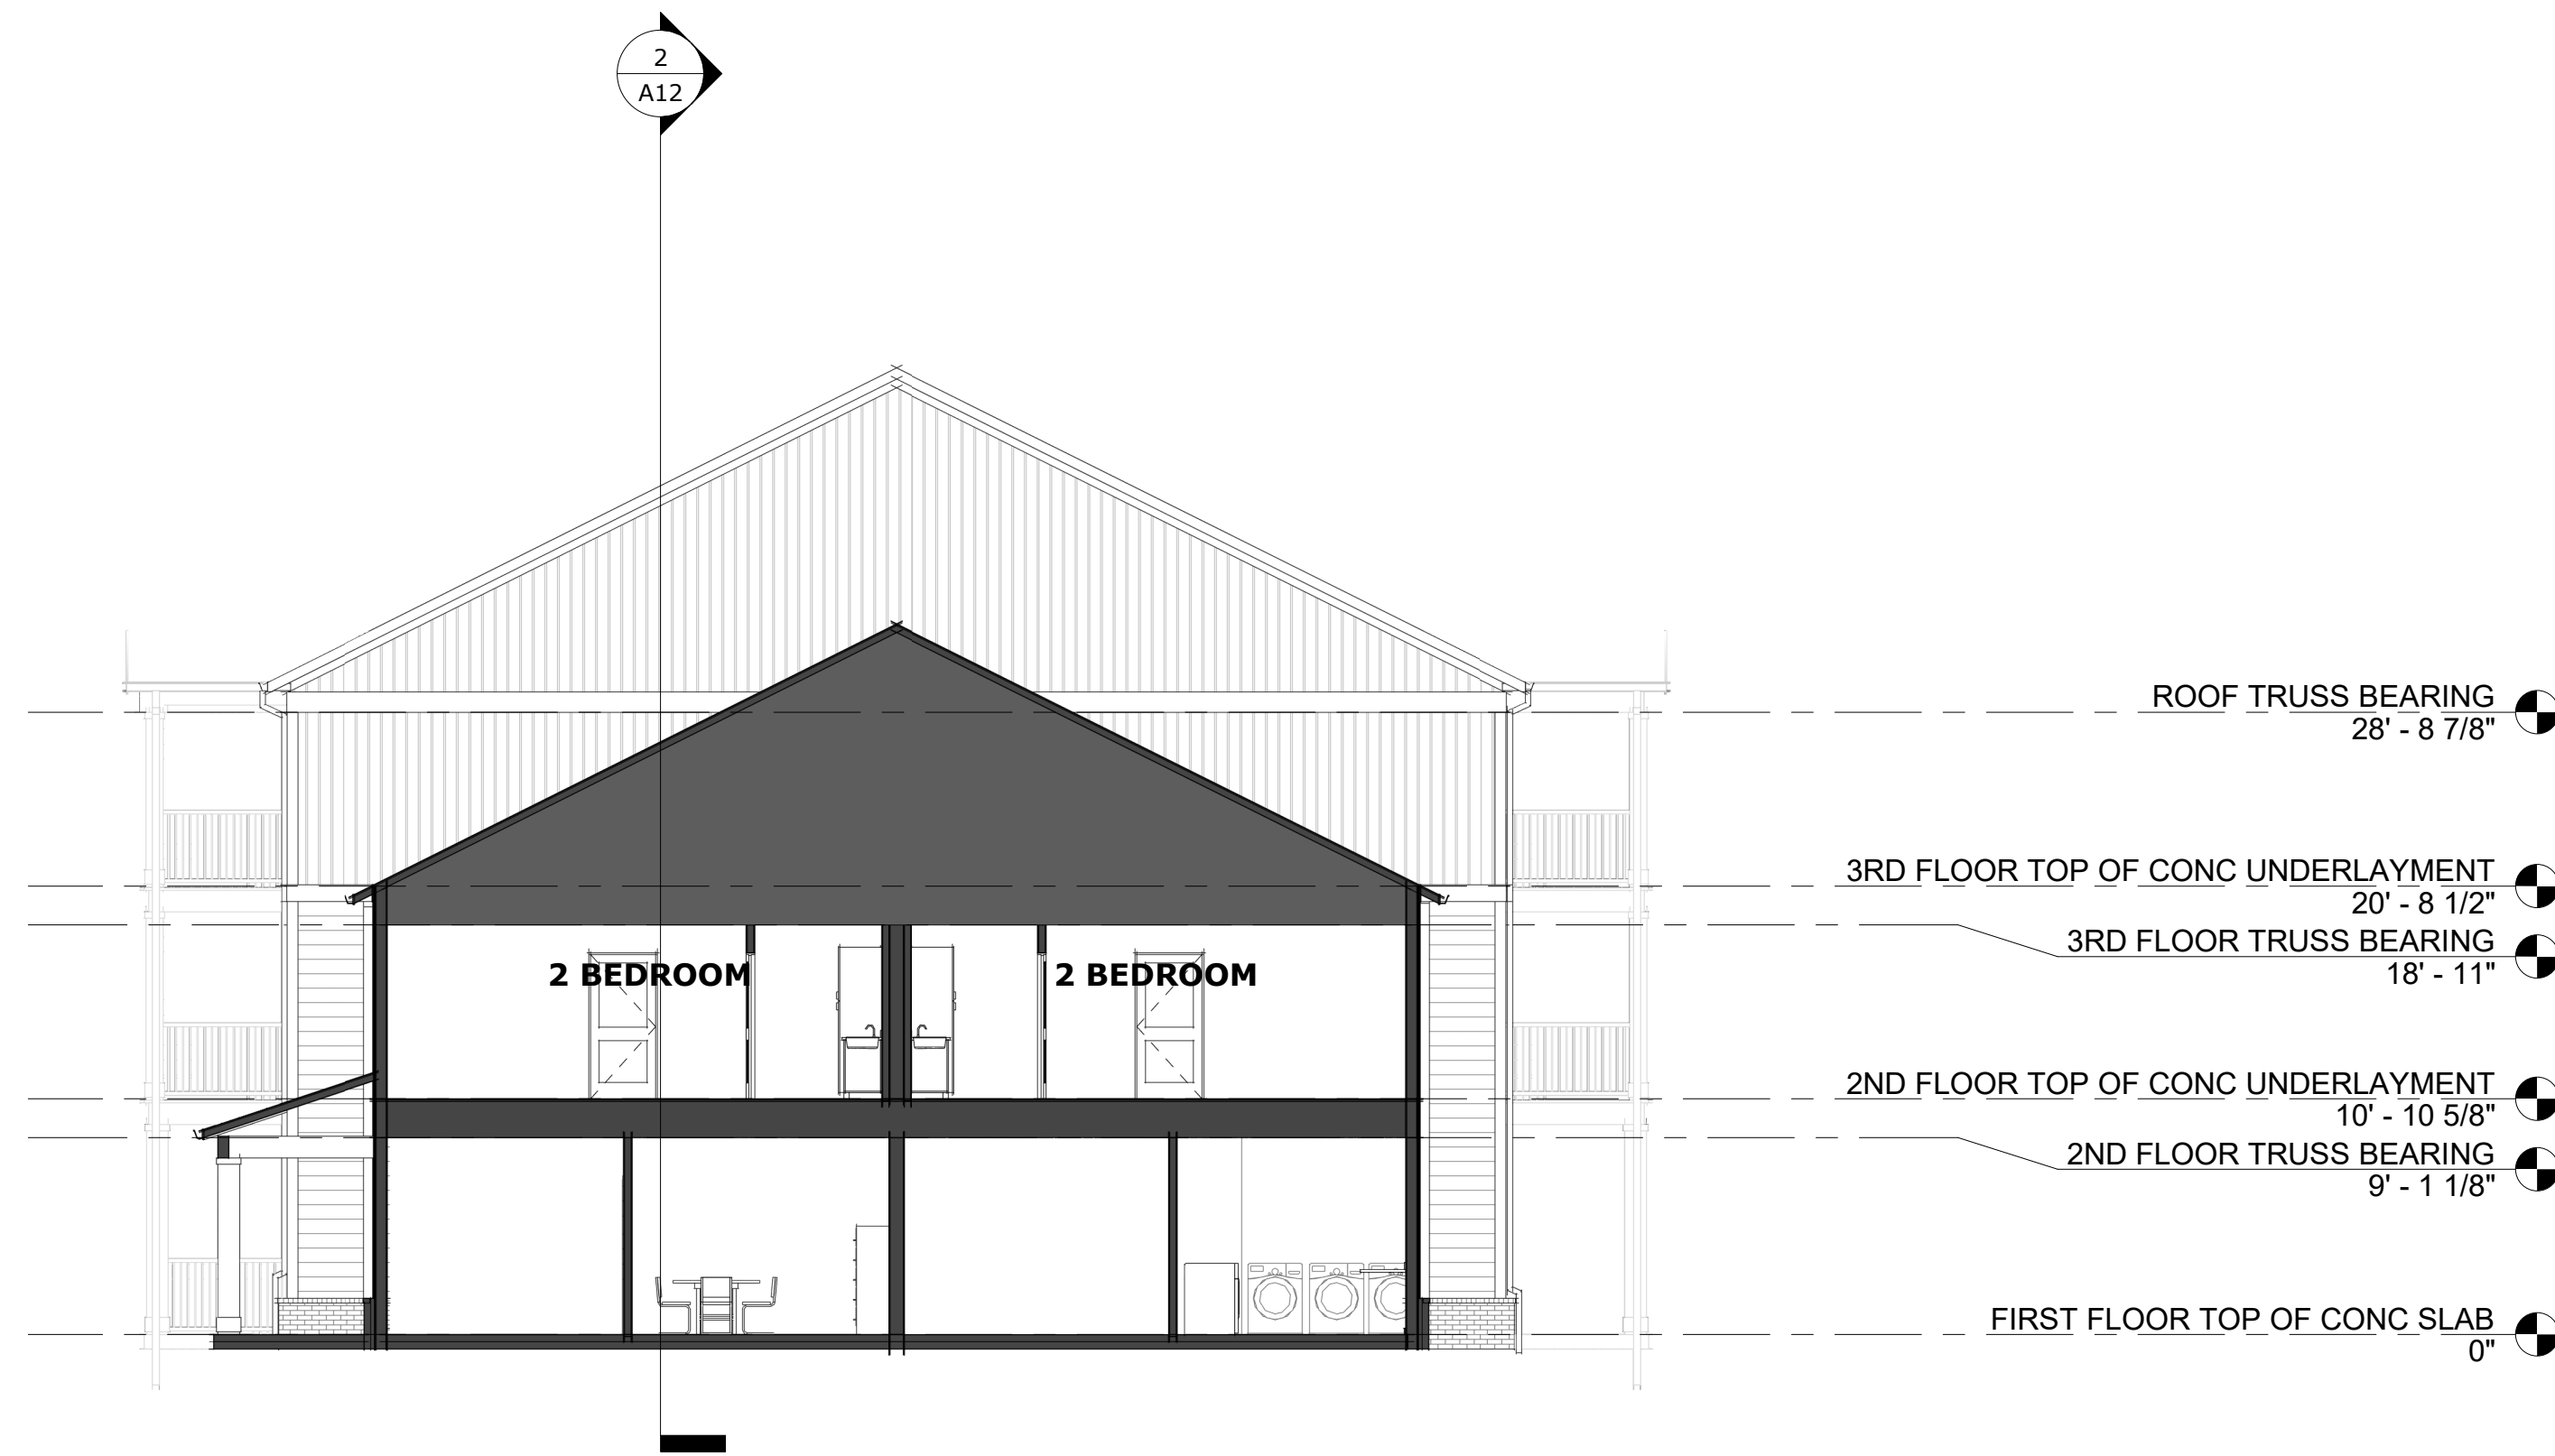 2
A12
ROOF TRUSS BEARING
28' - 8 7/8"
3RD FLOOR TOP OF CONC UNDERLAYMENT
20' - 8 1/2"
3RD FLOOR TRUSS BEARING
18' - 11"
2 BEDROOM 2 BEDROOM
2ND FLOOR TOP OF CONC UNDERLAYMENT
10' - 10 5/8"
2ND FLOOR TRUSS BEARING
9' - 1 1/8"
FIRST FLOOR TOP OF CONC SLAB
0"